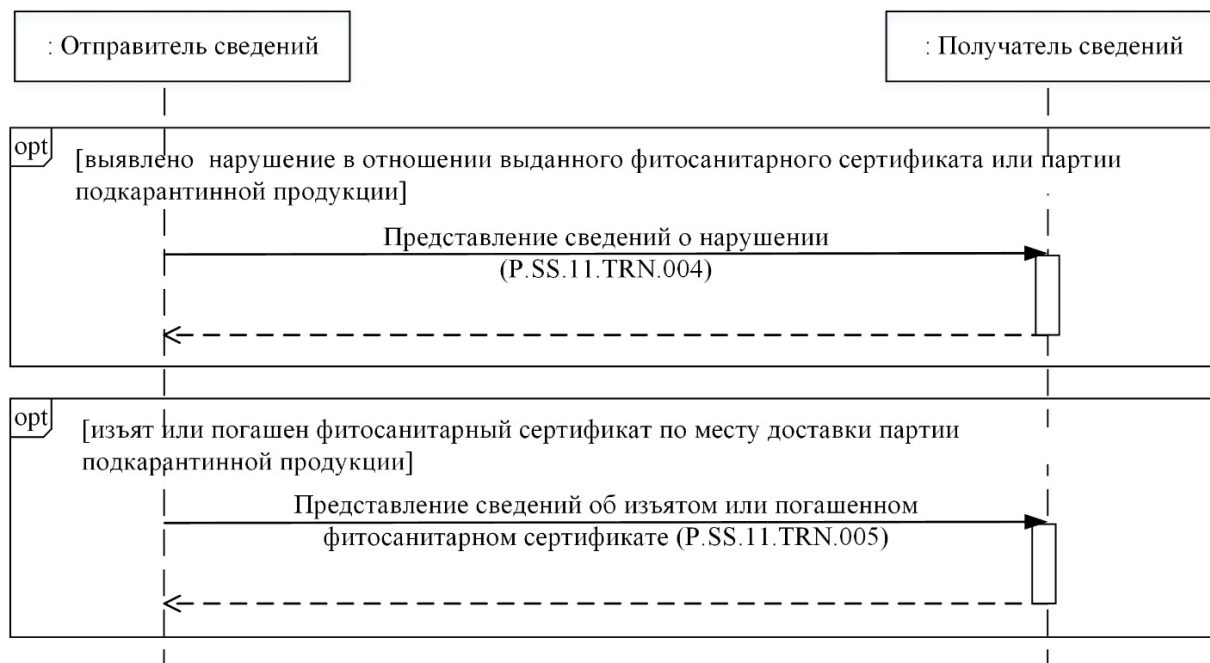 : Отправитель сведений
: Получатель сведений
opt
[выявлено нарушение в отношении выданного фитосанитарного сертификата или партии
подкарантинной продукции]
Представление сведений о нарушении
(P.SS.11.TRN.004)
opt
[изъят или погашен фитосанитарный сертификат по месту доставки партии
подкарантинной продукции]
Представление сведений об изъятом или погашенном
фитосанитарном сертификате (P.SS.11.TRN.005)